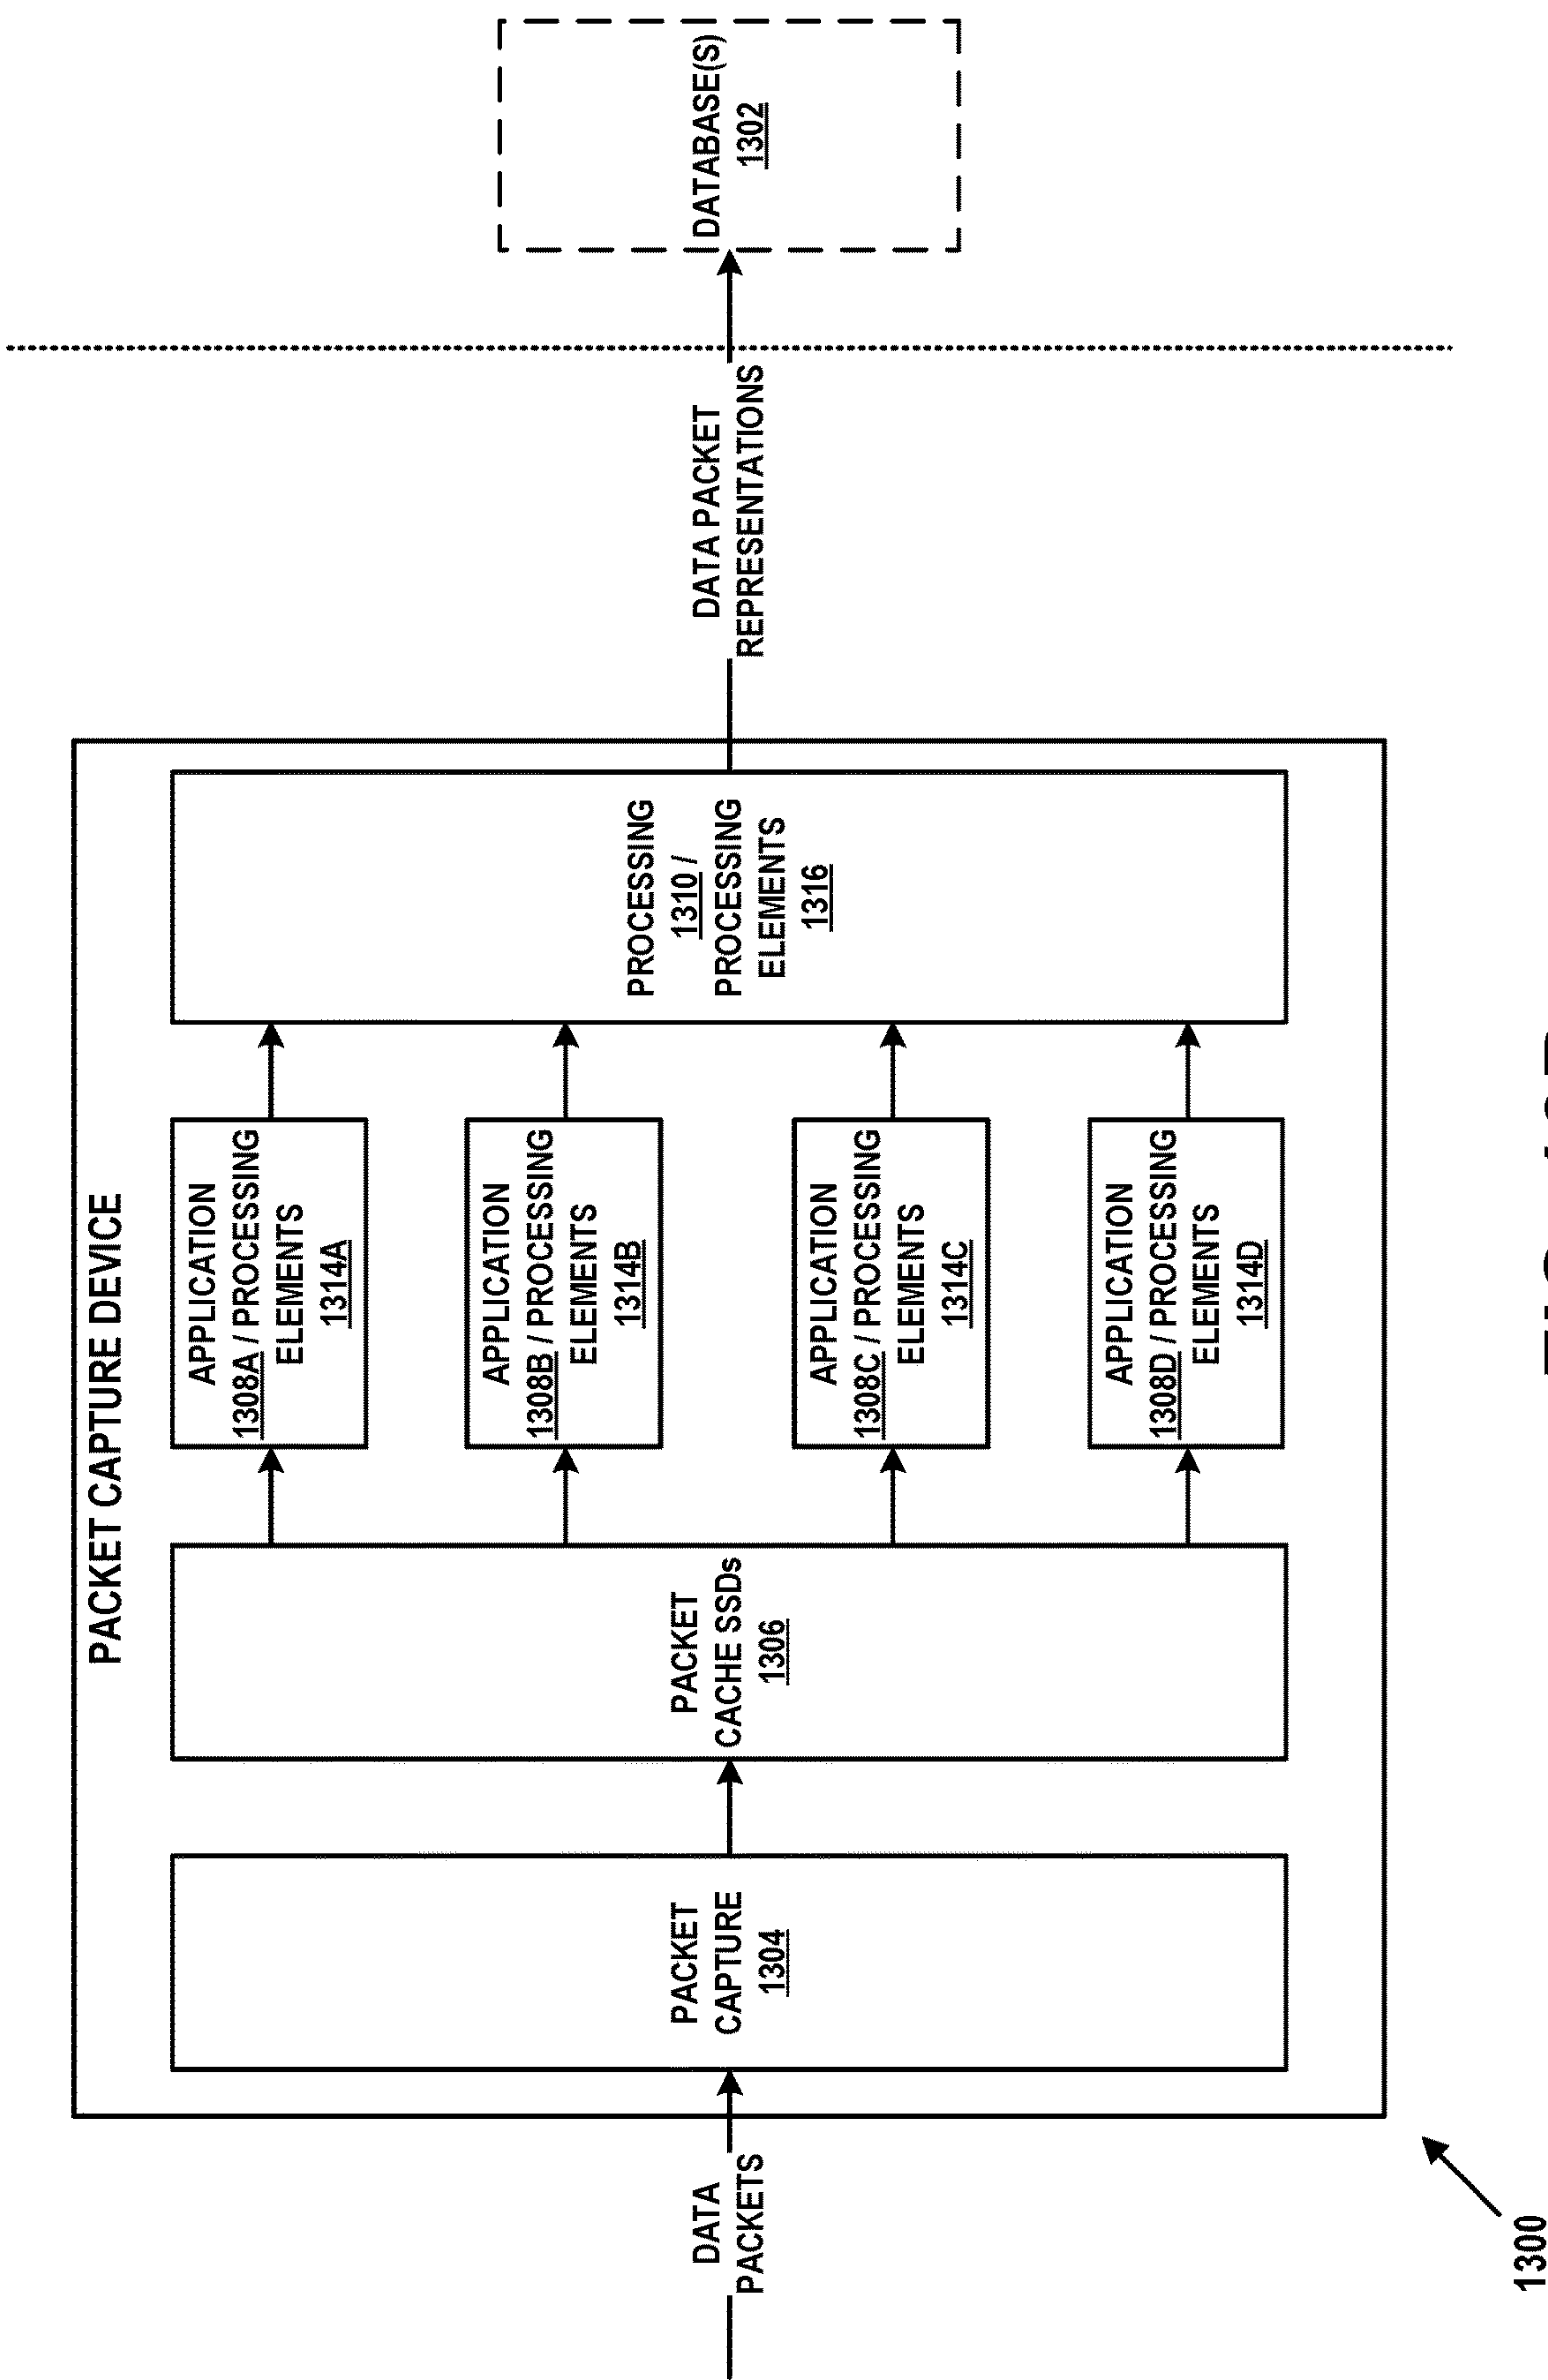 PACKET CAPTURE DEVICE
DATA
PACKETS
PACKET
CAPTURE
1304
PACKET
CACHE SSDs
1306
APPLICATION
1308A / PROCESSING
ELEMENTS
1314A
APPLICATION
1308B / PROCESSING
ELEMENTS
1314B
APPLICATION
1308C / PROCESSING
ELEMENTS
1314C
APPLICATION
1308D / PROCESSING
ELEMENTS
1314D
PROCESSING
1310 /
PROCESSING
ELEMENTS
1316
DATA PACKET
REPRESENTATIONS
DATABASE(S)
1302
1300